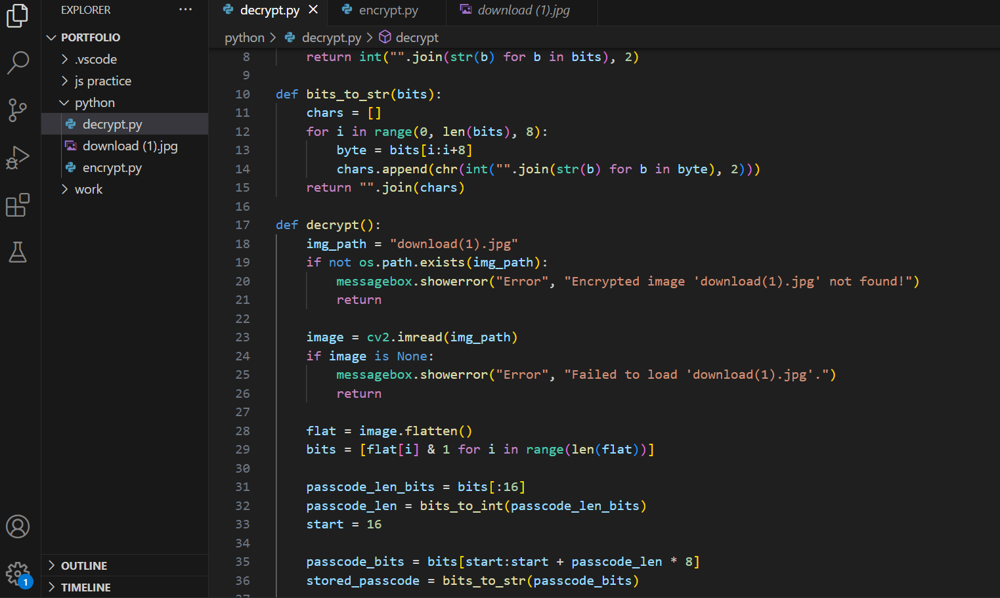 EXPLORER
PORTFOLIO
.vscode
js practice
python
decrypt.py
download (1).jpg
encrypt.py
work
OUTLINE
TIMELINE
1
decrypt.py
encrypt.py
download (1).jpg
python > decrypt.py > decrypt
8 return int("".join(str(b) for b in bits), 2)
9
10 def bits_to_str(bits):
11 chars = []
12 for i in range(0, len(bits), 8):
13 byte = bits[i:i+8]
14 chars.append(chr(int("".join(str(b) for b in byte), 2)))
15 return "".join(chars)
16
17 def decrypt():
18 img_path = "download(1).jpg"
19 if not os.path.exists(img_path):
20 messagebox.showerror("Error", "Encrypted image 'download(1).jpg' not found!")
21 return
22
23 image = cv2.imread(img_path)
24 if image is None:
25 messagebox.showerror("Error", "Failed to load 'download(1).jpg'.")
26 return
27
28 flat = image.flatten()
29 bits = [flat[i] & 1 for i in range(len(flat))]
30
31 passcode_len_bits = bits[:16]
32 passcode_len = bits_to_int(passcode_len_bits)
33 start = 16
34
35 passcode_bits = bits[start:start + passcode_len * 8]
36 stored_passcode = bits_to_str(passcode_bits)
37